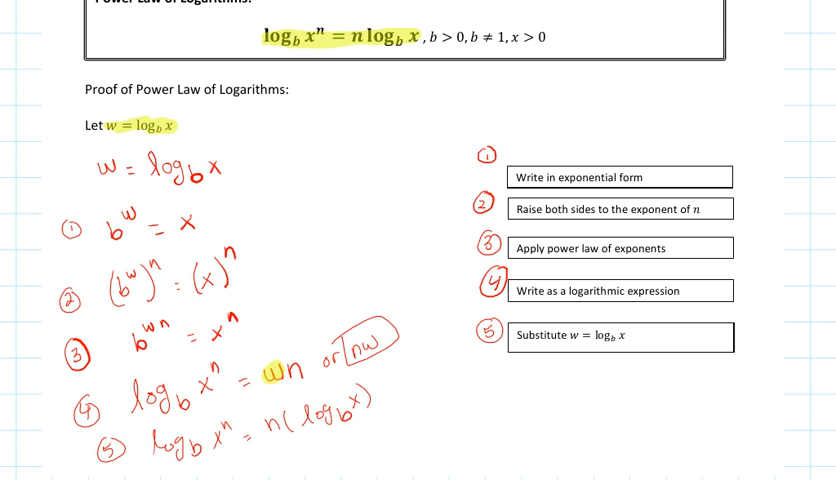 Power Law of Logarithms:
log_b x^n = n log_b x , b > 0, b ≠ 1, x > 0
Proof of Power Law of Logarithms:
Let w = log_b x
w = log_b x
① b^w = x
② (b^w)^n = (x)^n
③ b^wn = x^n
④ log_b x^n = wn or nw
⑤ log_b x^n = n(log_b x)
① Write in exponential form
② Raise both sides to the exponent of n
③ Apply power law of exponents
④ Write as a logarithmic expression
⑤ Substitute w = log_b x